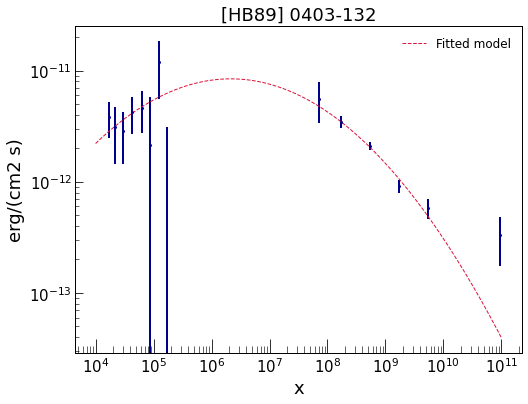 [HB89] 0403-132
Fitted model
erg/(cm2 s)
10⁻¹¹
10⁻¹²
10⁻¹³
10⁴ 10⁵ 10⁶ 10⁷ 10⁸ 10⁹ 10¹⁰ 10¹¹
x